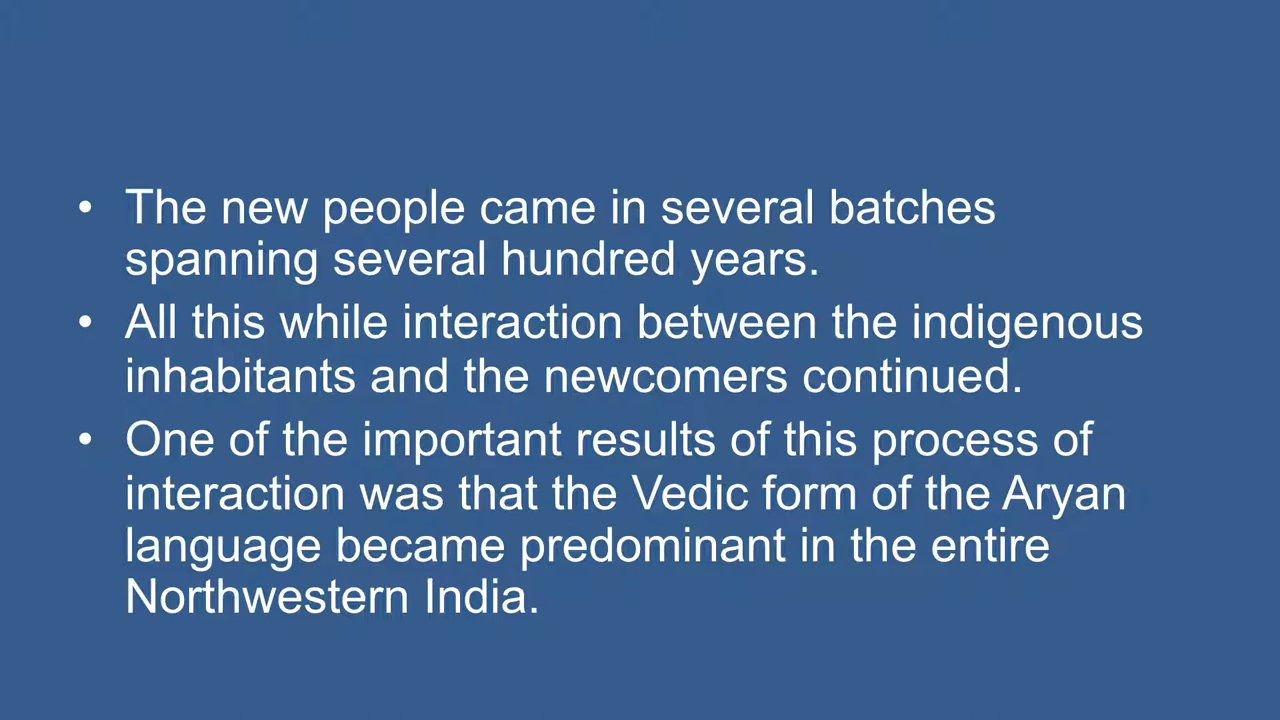 • The new people came in several batches
spanning several hundred years.
• All this while interaction between the indigenous
inhabitants and the newcomers continued.
• One of the important results of this process of
interaction was that the Vedic form of the Aryan
language became predominant in the entire
Northwestern India.